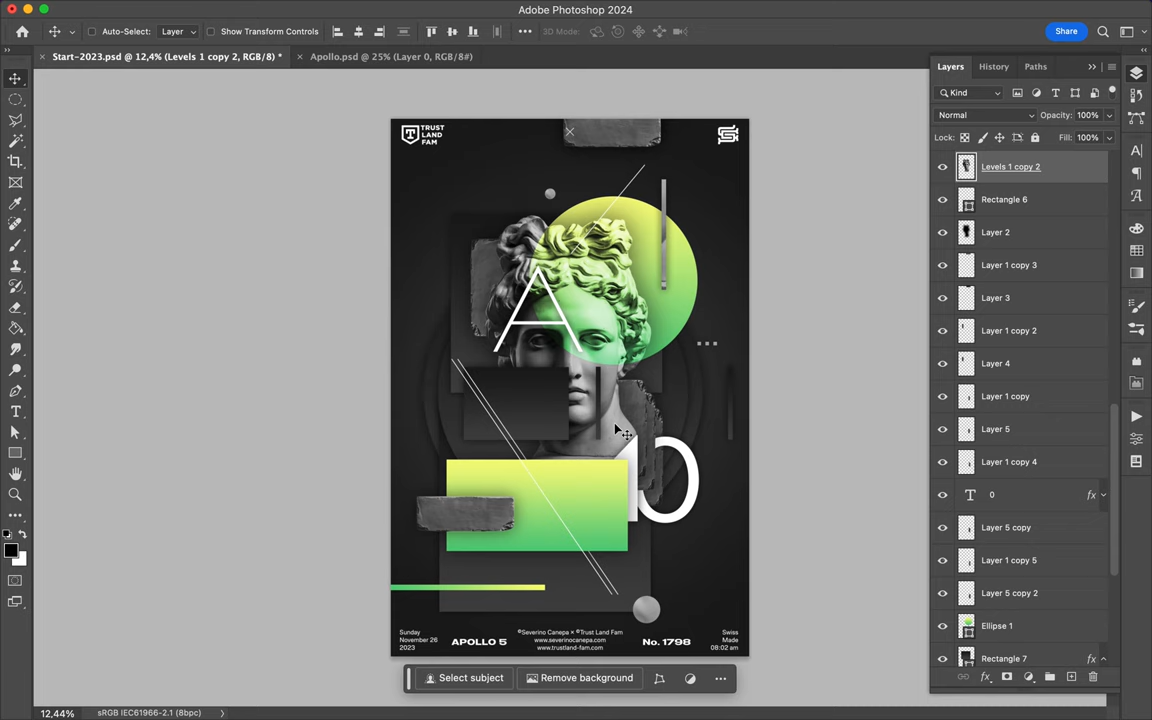 Adobe Photoshop 2024
Auto-Select: Layer Show Transform Controls 3D Mode: Share
Start-2023.psd @ 12,4% (Levels 1 copy 2, RGB/8) * Apollo.psd @ 25% (Layer 0, RGB/8#)
Layers History Paths
Kind
Normal Opacity: 100%
Lock: Fill: 100%
Levels 1 copy 2
Rectangle 6
Layer 2
Layer 1 copy 3
Layer 3
Layer 1 copy 2
Layer 4
Layer 1 copy
Layer 5
Layer 1 copy 4
T 0 fx
Layer 5 copy
Layer 1 copy 5
Layer 5 copy 2
Ellipse 1
Rectangle 7 fx
TRUST
LAND
FAM
A
10
Sunday
November 26
2023
APOLLO 5
©Severino Canepa × ©Trust Land Fam
www.severinocanepa.com
www.trustland-fam.com
No. 1798
Swiss
Made
08:02 am
Select subject Remove background
12,44% sRGB IEC61966-2.1 (8bpc)